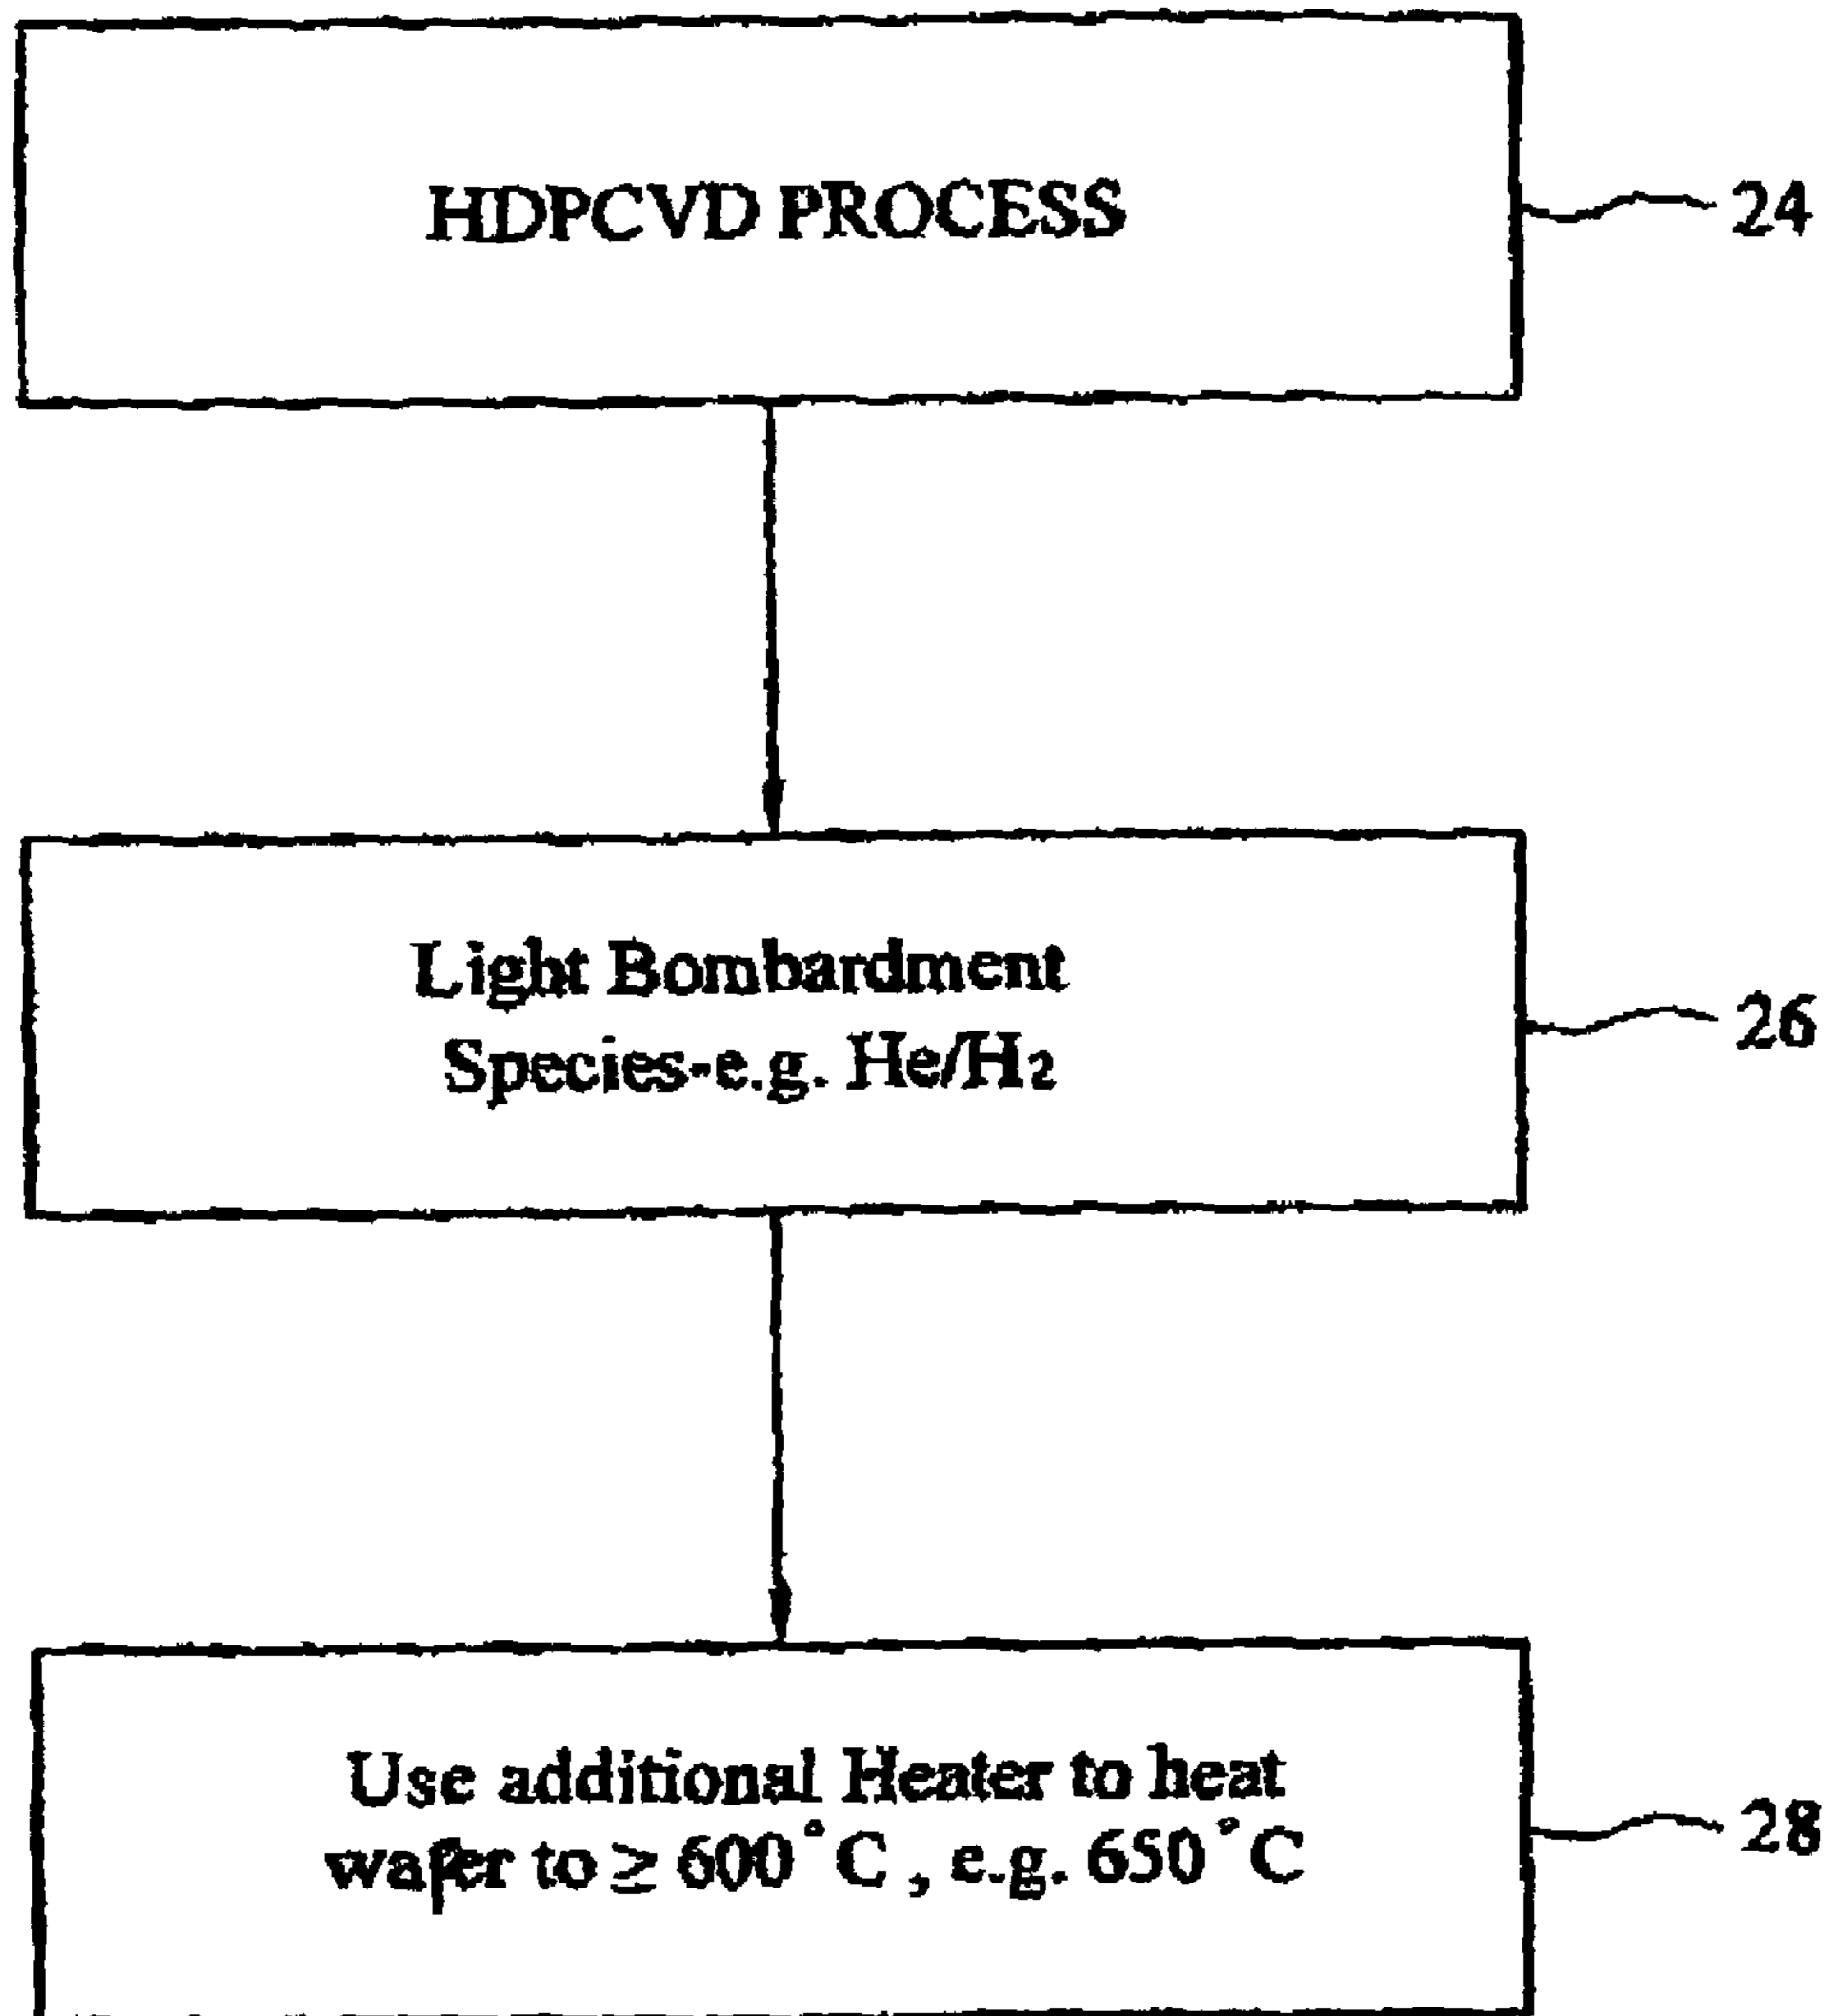 HDPCVD PROCESS
24
Light Bombardment
Species-e.g. He/H₂
26
Use additional Heater to heat
wafer to ≥ 600°C, e.g. 650°C
28